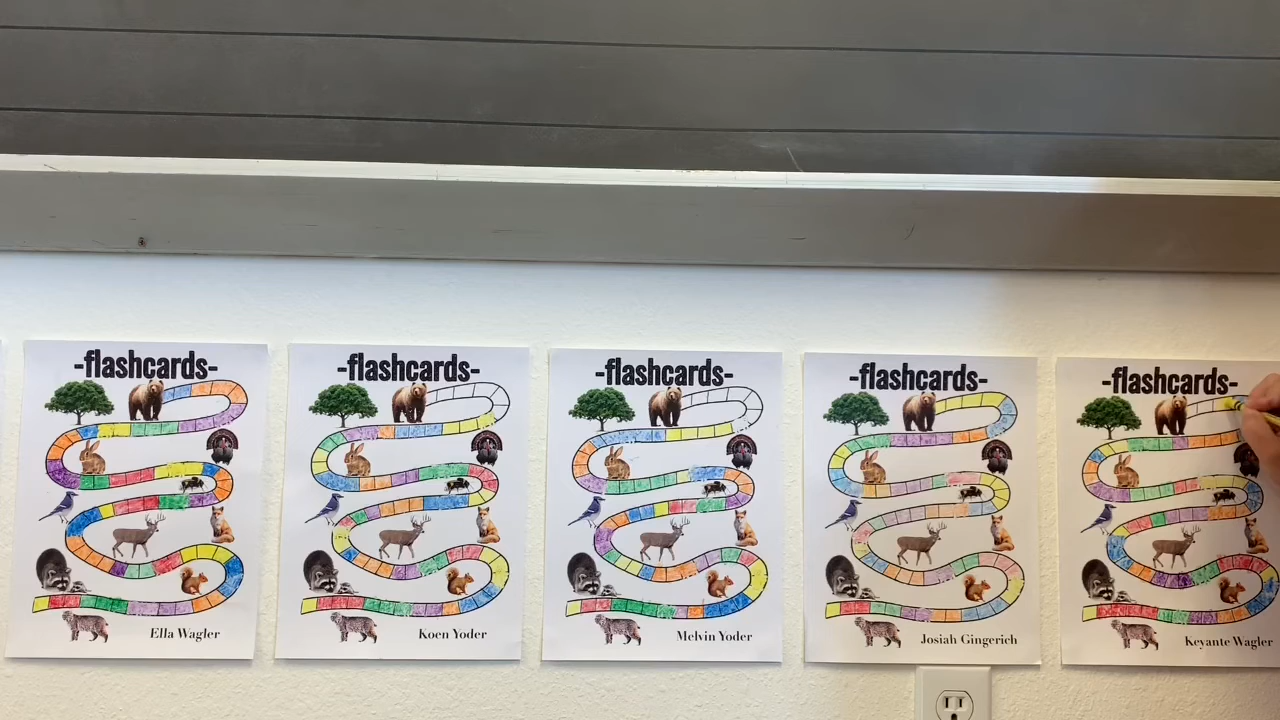 -flashcards-
Ella Wagler
-flashcards-
Koen Yoder
-flashcards-
Melvin Yoder
-flashcards-
Josiah Gingerich
-flashcards-
Keyante Wagler